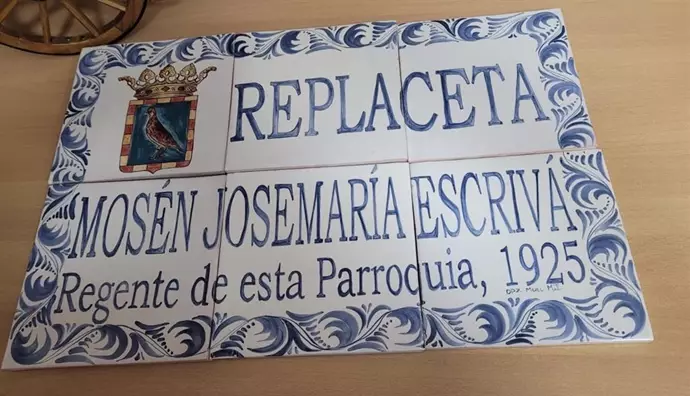 REPLACETA
MOSÉN JOSEMARÍA ESCRIVÁ
Regente de esta Parroquia, 1925